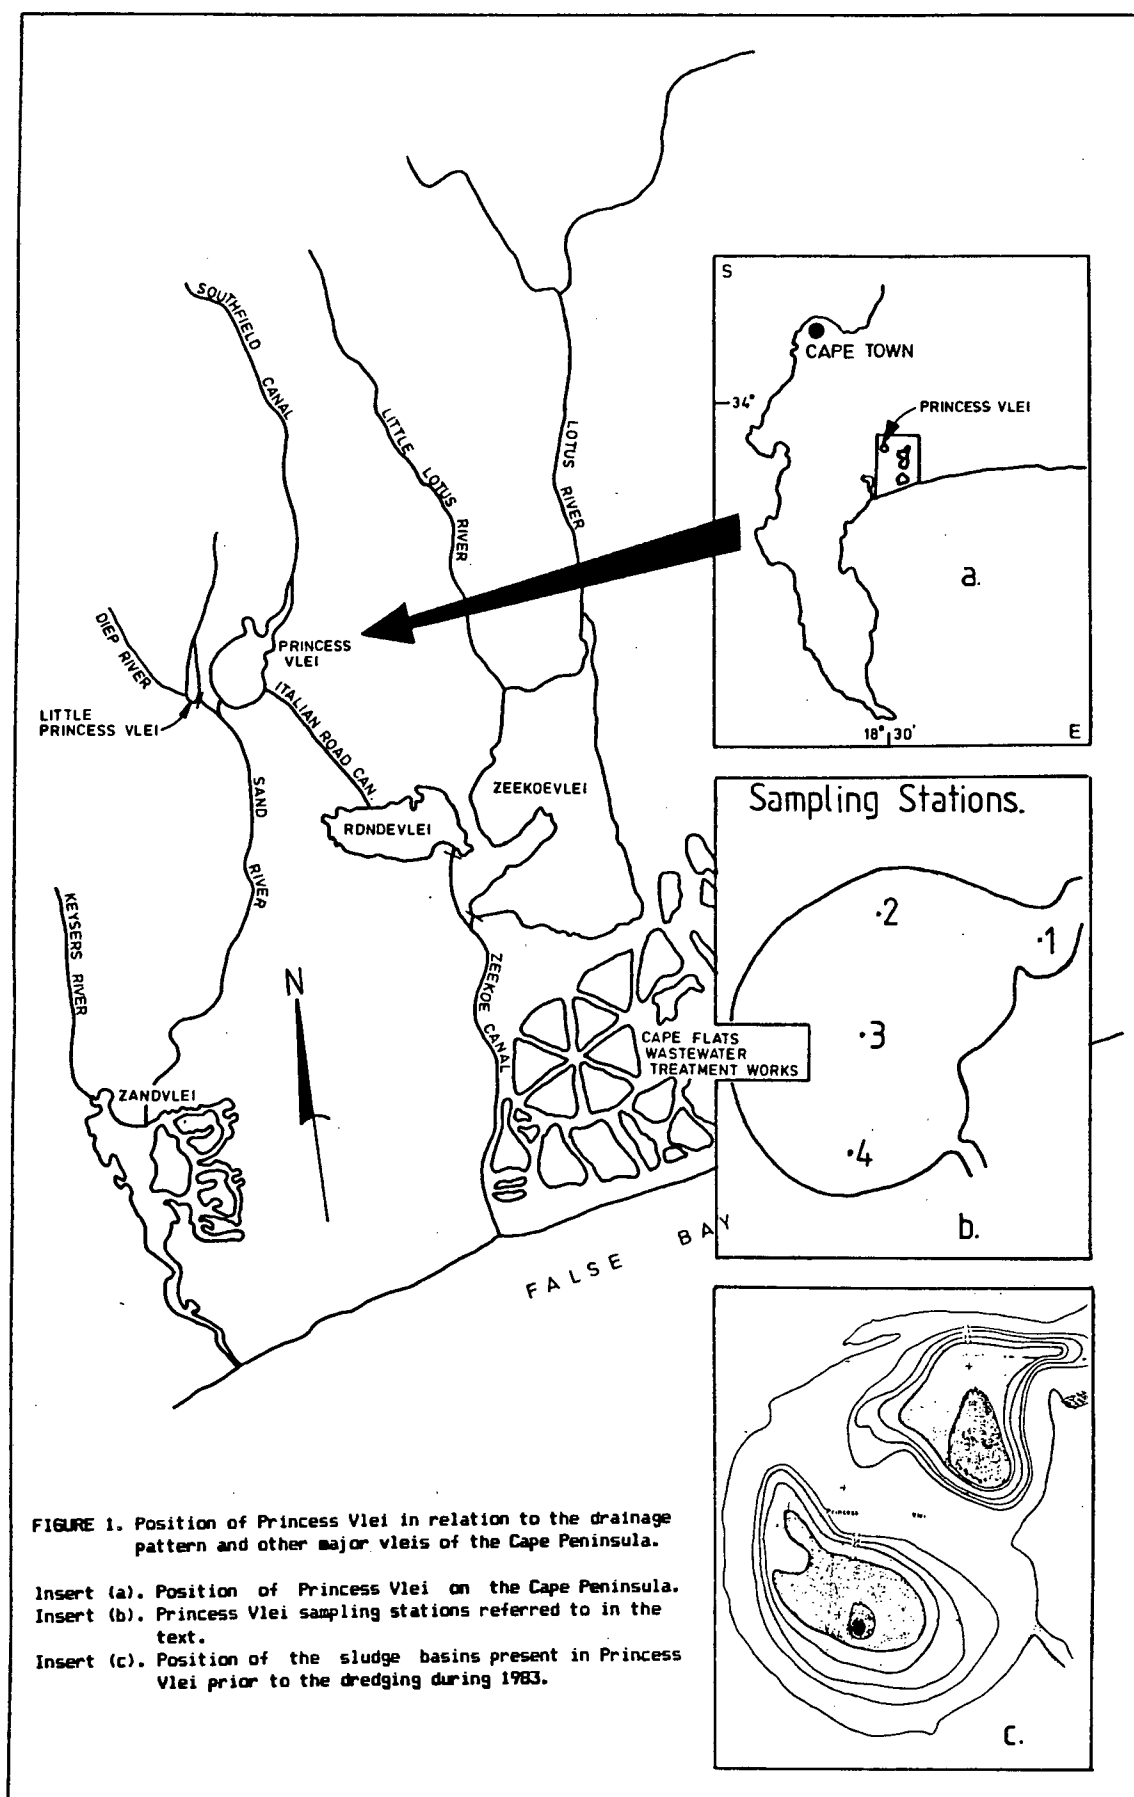 SOUTHFIELD CANAL
LITTLE LOTUS RIVER
LOTUS RIVER
DIEP RIVER
PRINCESS
VLEI
LITTLE
PRINCESS VLEI
ITALIAN ROAD CAN.
SAND RIVER
ZEEKOEVLEI
RONDEVLEI
KEYSERS RIVER
N
ZEEKOE CANAL
CAPE FLATS
WASTEWATER
TREATMENT WORKS
ZANDVLEI
FALSE BAY
S
CAPE TOWN
34°
PRINCESS VLEI
a.
18° 30'
E
Sampling Stations.
2
1
3
4
b.
Princess
c.
FIGURE 1. Position of Princess Vlei in relation to the drainage
pattern and other major vleis of the Cape Peninsula.
Insert (a). Position of Princess Vlei on the Cape Peninsula.
Insert (b). Princess Vlei sampling stations referred to in the
text.
Insert (c). Position of the sludge basins present in Princess
Vlei prior to the dredging during 1983.